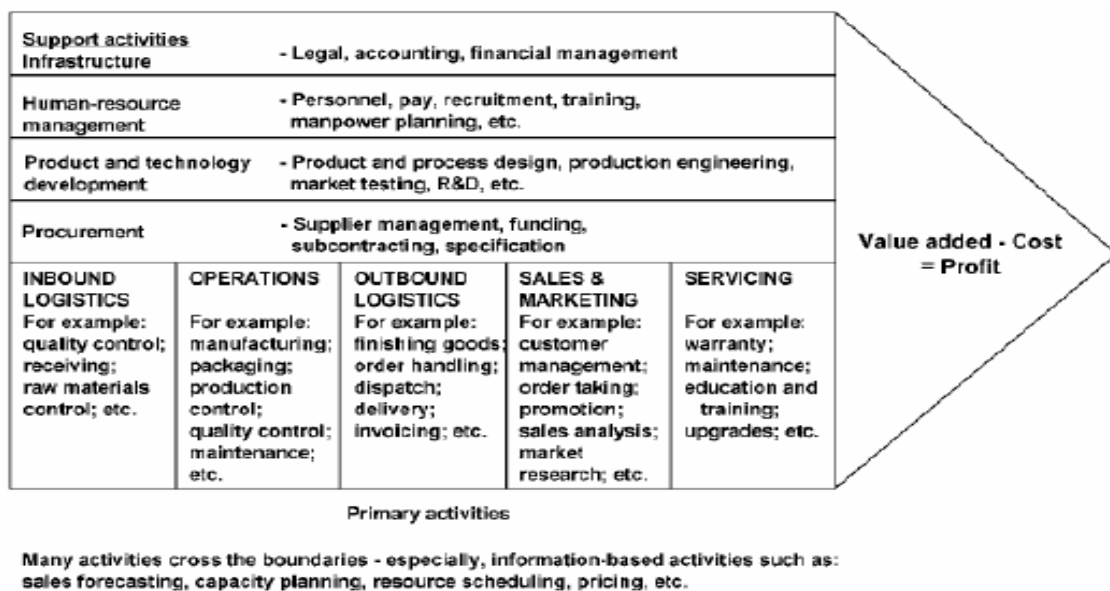 Support activities
Infrastructure
- Legal, accounting, financial management
Human-resource
management
- Personnel, pay, recruitment, training,
manpower planning, etc.
Product and technology
development
- Product and process design, production engineering,
market testing, R&D, etc.
Procurement
- Supplier management, funding,
subcontracting, specification
Value added - Cost
= Profit
INBOUND
LOGISTICS
For example:
quality control;
receiving;
raw materials
control; etc.
OPERATIONS
For example:
manufacturing;
packaging;
production
control;
quality control;
maintenance;
etc.
OUTBOUND
LOGISTICS
For example:
finishing goods;
order handling;
dispatch;
delivery;
invoicing; etc.
SALES &
MARKETING
For example:
customer
management;
order taking;
promotion;
sales analysis;
market
research; etc.
SERVICING
For example:
warranty;
maintenance;
education and
training;
upgrades; etc.
Primary activities
Many activities cross the boundaries - especially, information-based activities such as:
sales forecasting, capacity planning, resource scheduling, pricing, etc.